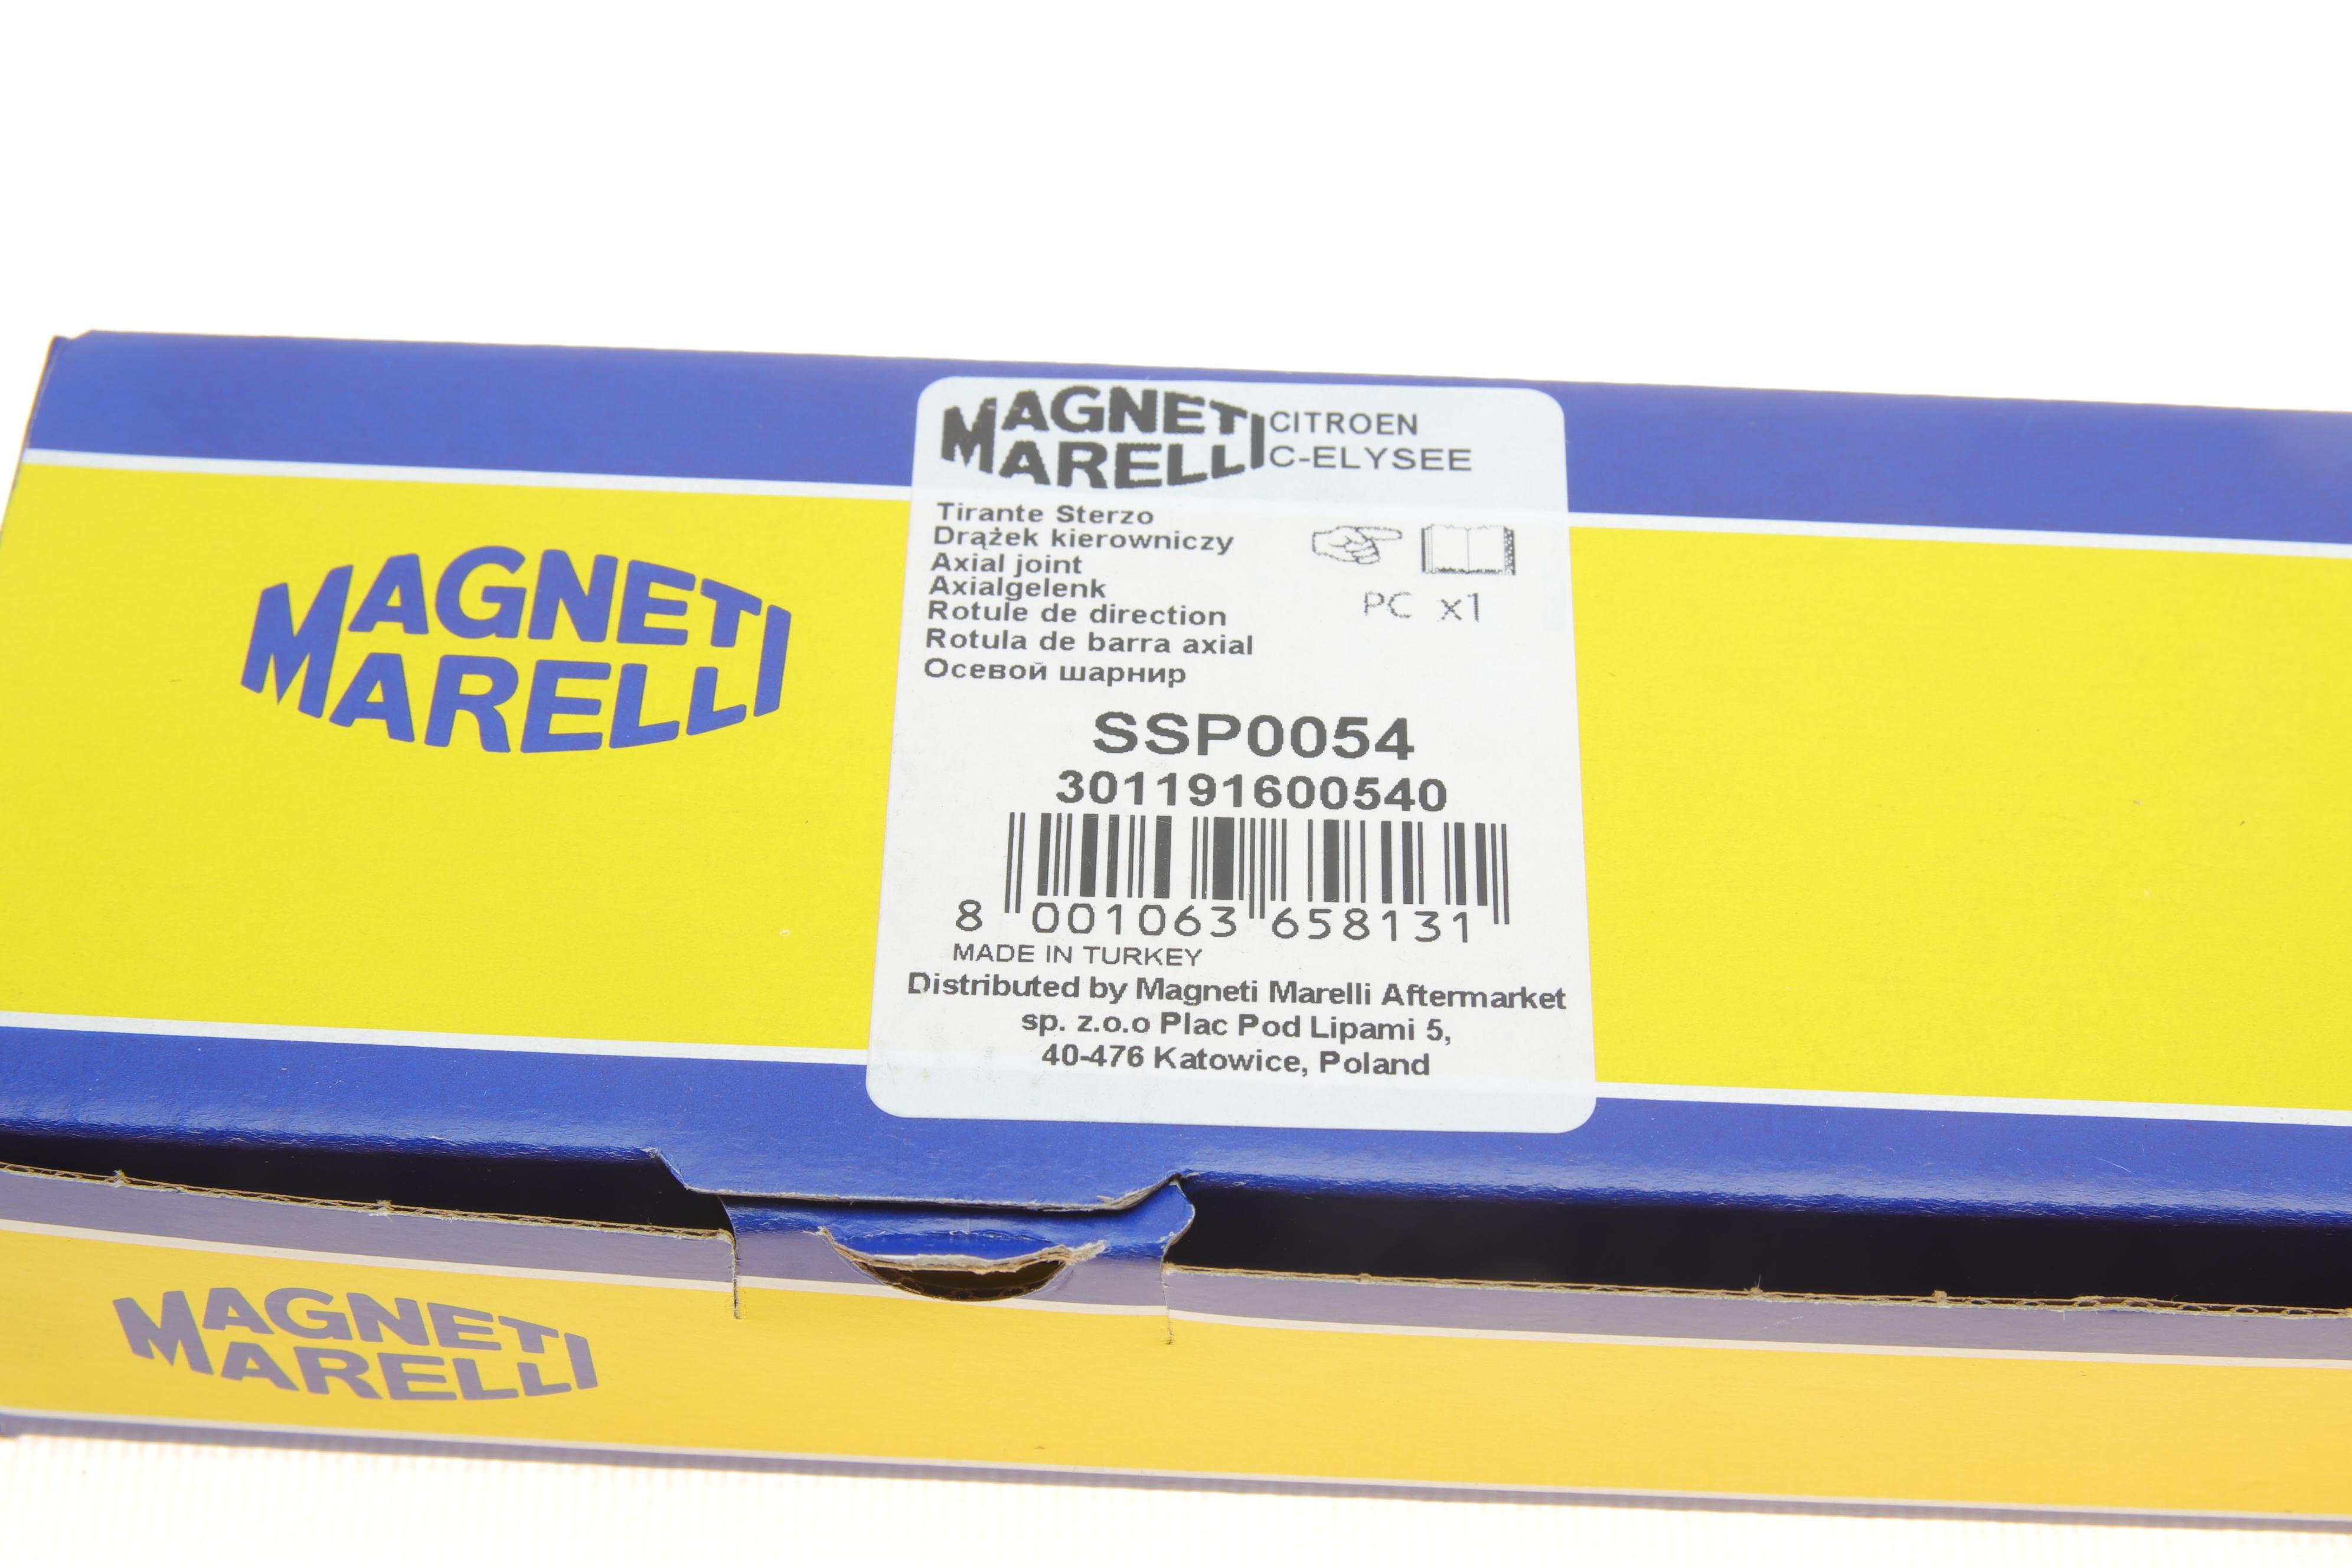 MAGNETI
MARELLI
MAGNETI
MARELLI
CITROEN
C-ELYSEE
Tirante Sterzo
Drążek kierowniczy
Axial joint
Axialgelenk
Rotule de direction
Rotula de barra axial
Осевой шарнир
PC x1
SSP0054
301191600540
8 001063 658131
MADE IN TURKEY
Distributed by Magneti Marelli Aftermarket
sp. z.o.o Plac Pod Lipami 5,
40-476 Katowice, Poland
MAGNETI
MARELLI